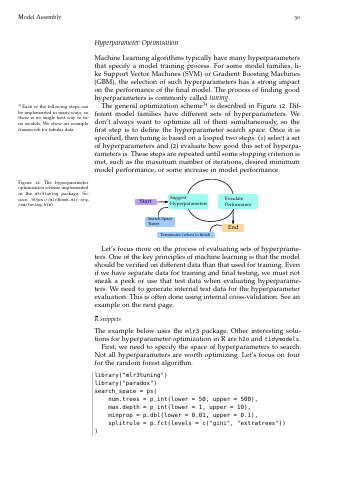 Model Assembly
30
Hyperparameter Optimisation
Machine Learning algorithms typically have many hyperparameters
that specify a model training process. For some model families, li-
ke Support Vector Machines (SVM) or Gradient Boosting Machines
(GBM), the selection of such hyperparameters has a strong impact
on the performance of the final model. The process of finding good
hyperparameters is commonly called tuning.
The general optimization scheme is described in Figure 12. Dif-
ferent model families have different sets of hyperparameters. We
don't always want to optimize all of them simultaneously, so the
first step is to define the hyperparameter search space. Once it is
specified, then tuning is based on a looped two steps: (1) select a set
of hyperparameters and (2) evaluate how good this set of hyperpa-
rameters is. These steps are repeated until some stopping criterion is
met, such as the maximum number of iterations, desired minimum
model performance, or some increase in model performance.
Each of the following steps can
be implemented in many ways, so
there is no single best way to tu-
ne models. We show an example
framework for tabular data.
Figure 12: The hyperparameter
optimization scheme implemented
in the mlr3tuning package. So-
urce: https://mlr3book.mlr-org.
com/tuning.html
Start
Suggest
Hyperparameters
Evaluate
Performance
Search Space
Tuner
End
Terminator (when to finish
Let's focus more on the process of evaluating sets of hyperprame-
ters. One of the key principles of machine learning is that the model
should be verified on different data than that used for training. Even
if we have separate data for training and final testing, we must not
sneak a peek or use that test data when evaluating hyperparame-
ters. We need to generate internal test data for the hyperparameter
evaluation. This is often done using internal cross-validation. See an
example on the next page.
R snippets
The example below uses the mlr3 package. Other interesting solu-
tions for hyperparameter optimization in R are h2o and tidymodels.
First, we need to specify the space of hyperparameters to search.
Not all hyperparameters are worth optimizing. Let's focus on four
for the random forest algorithm.
library("mlr3tuning")
library("paradox")
search_space = ps(
num.trees = p_int(lower = 50, upper = 500),
max.depth = p_int(lower = 1, upper = 10),
minprop = p_dbl(lower = 0.01, upper = 0.1),
splitrule = p_fct(levels = c("gini", "extratrees"))
)